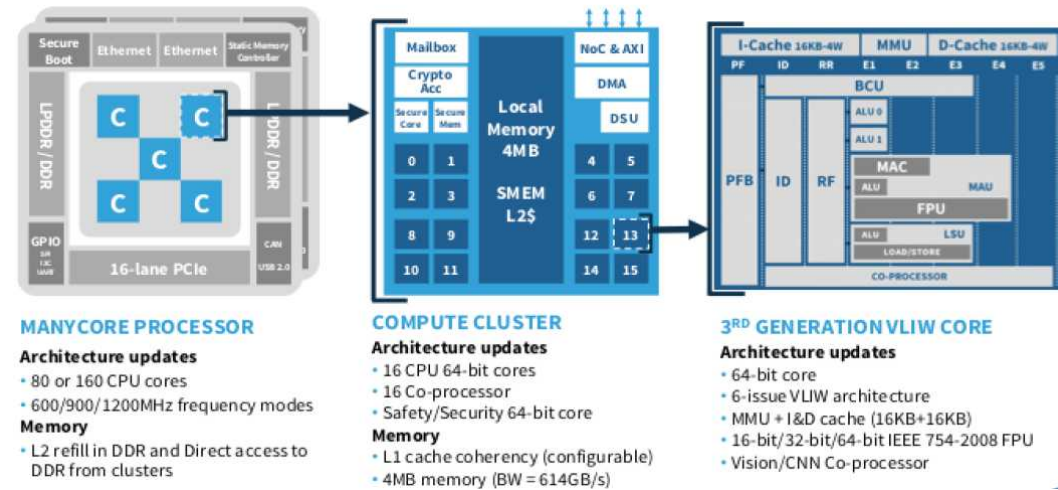 Secure Boot
Ethernet
Ethernet
Static Memory Controller
LPDDR / DDR
C
C
C
C
C
LPDDR / DDR
GPIO
CAN
USB 2.0
16-lane PCIe
Mailbox
Crypto Acc
Secure Core
Secure Mem
0 1
2 3
8 9
10 11
Local Memory 4MB
SMEM L2$
NoC & AXI
DMA
DSU
4 5
6 7
12 13
14 15
I-Cache 16KB-4W MMU D-Cache 16KB-4W
PF ID RR E1 E2 E3 E4 E5
BCU
ALU 0
ALU 1
PFB
ID
RF
MAC
ALU
MAU
FPU
ALU
LSU
LOAD/STORE
CO-PROCESSOR
MANYCORE PROCESSOR
Architecture updates
• 80 or 160 CPU cores
• 600/900/1200MHz frequency modes
Memory
• L2 refill in DDR and Direct access to
DDR from clusters
COMPUTE CLUSTER
Architecture updates
• 16 CPU 64-bit cores
• 16 Co-processor
• Safety/Security 64-bit core
Memory
• L1 cache coherency (configurable)
• 4MB memory (BW = 614GB/s)
3RD GENERATION VLIW CORE
Architecture updates
• 64-bit core
• 6-issue VLIW architecture
• MMU + I&D cache (16KB+16KB)
• 16-bit/32-bit/64-bit IEEE 754-2008 FPU
• Vision/CNN Co-processor